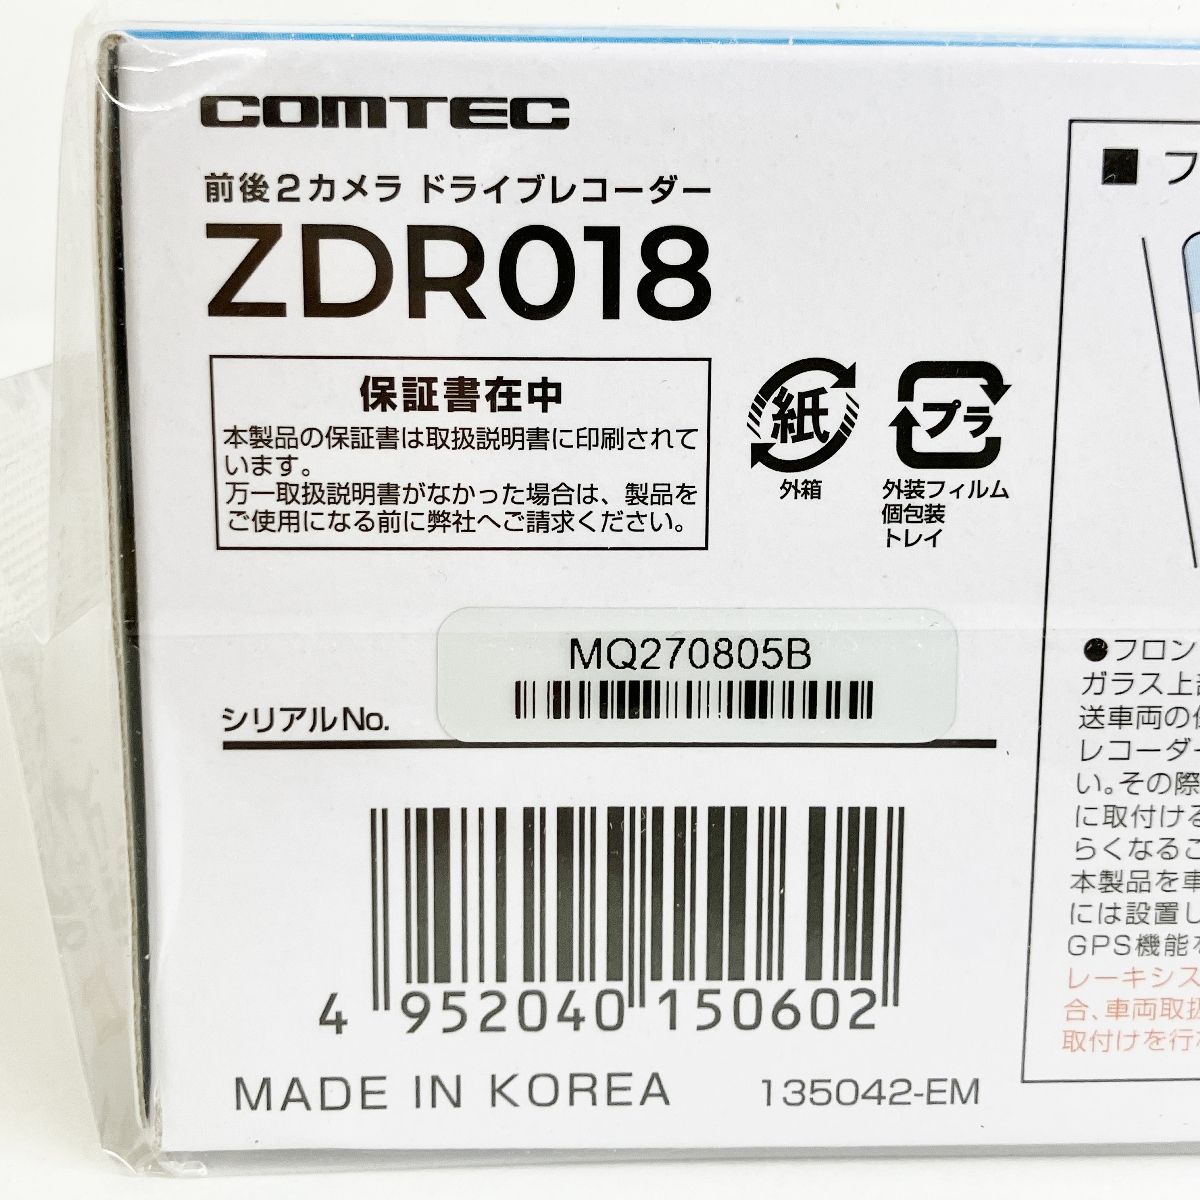 COMTEC
前後2カメラ ドライブレコーダー
ZDR018
保証書在中
本製品の保証書は取扱説明書に印刷されて
います。
万一取扱説明書がなかった場合は、製品を
ご使用になる前に弊社へご請求ください。
紙
外箱
プラ
外装フィルム
個包装
トレイ
MQ270805B
シリアルNo.
4 952040 150602
MADE IN KOREA
135042-EM
■ フ
●フロン
ガラス上
送車両の
レコーダー
い。その際
に取付ける
らくなるこ
本製品を車
には設置し
GPS機能
レーキシス
合、車両取扱
取付けを行